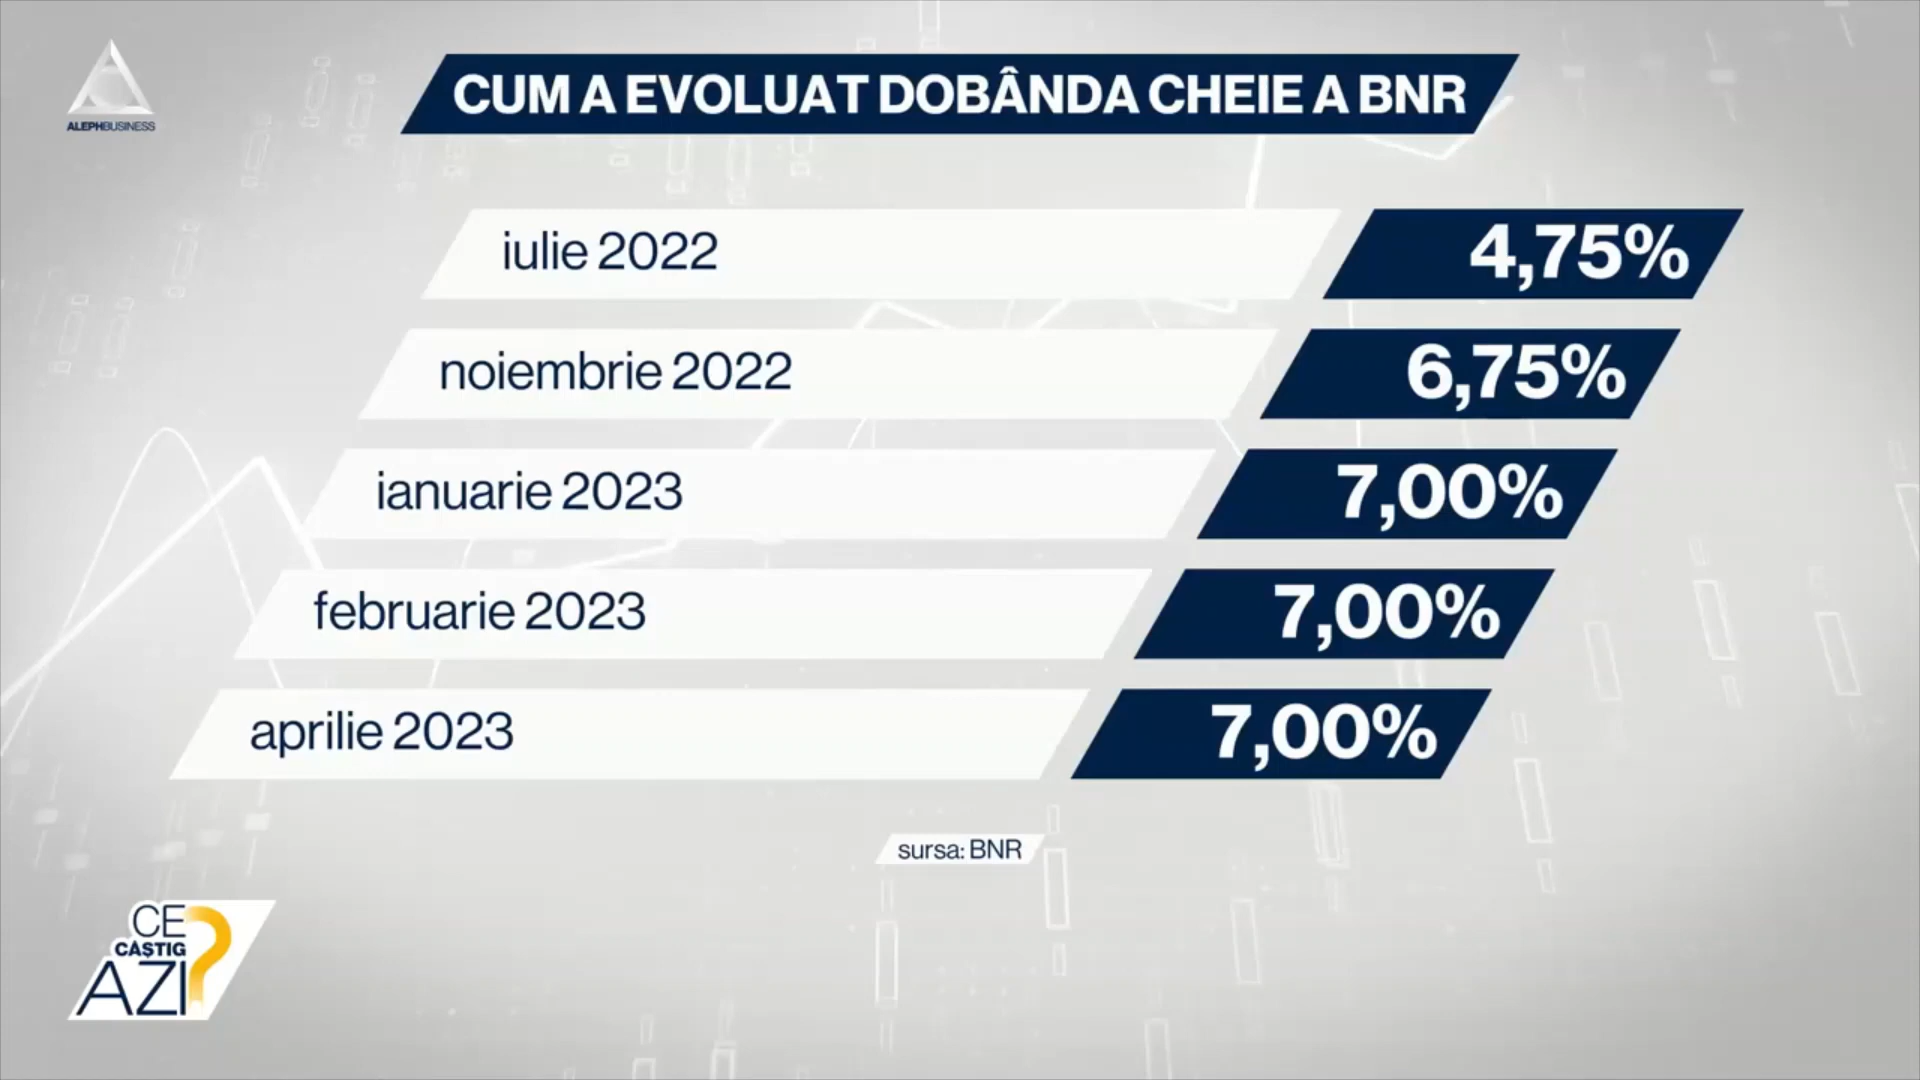 ALEPHBUSINESS
CUM A EVOLUAT DOBÂNDA CHEIE A BNR
iulie 2022 4,75%
noiembrie 2022 6,75%
ianuarie 2023 7,00%
februarie 2023 7,00%
aprilie 2023 7,00%
sursa: BNR
CE
CÂȘTIG
AZI?